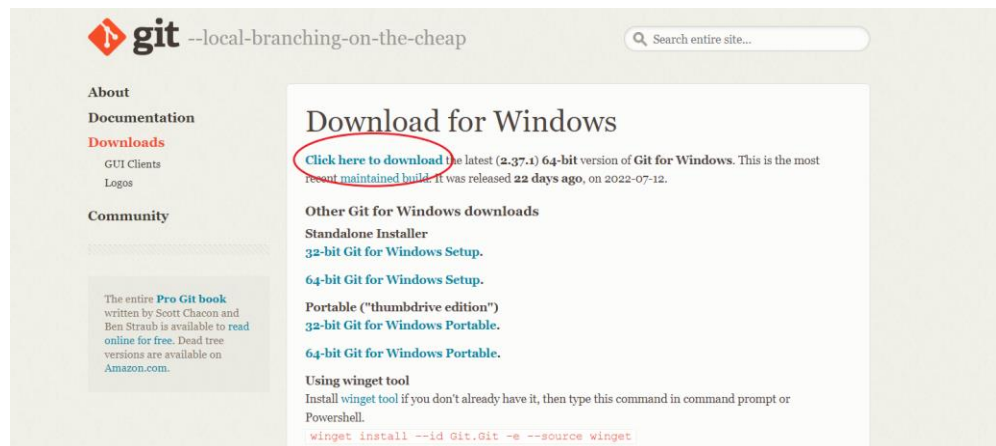 git --local-branching-on-the-cheap
Search entire site...
About
Documentation
Downloads
GUI Clients
Logos
Community
The entire Pro Git book
written by Scott Chacon and
Ben Straub is available to read
online for free. Dead tree
versions are available on
Amazon.com.
Download for Windows
Click here to download the latest (2.37.1) 64-bit version of Git for Windows. This is the most
recent maintained build. It was released 22 days ago, on 2022-07-12.
Other Git for Windows downloads
Standalone Installer
32-bit Git for Windows Setup.
64-bit Git for Windows Setup.
Portable ("thumbdrive edition")
32-bit Git for Windows Portable.
64-bit Git for Windows Portable.
Using winget tool
Install winget tool if you don't already have it, then type this command in command prompt or
Powershell.
winget install --id Git.Git -e --source winget